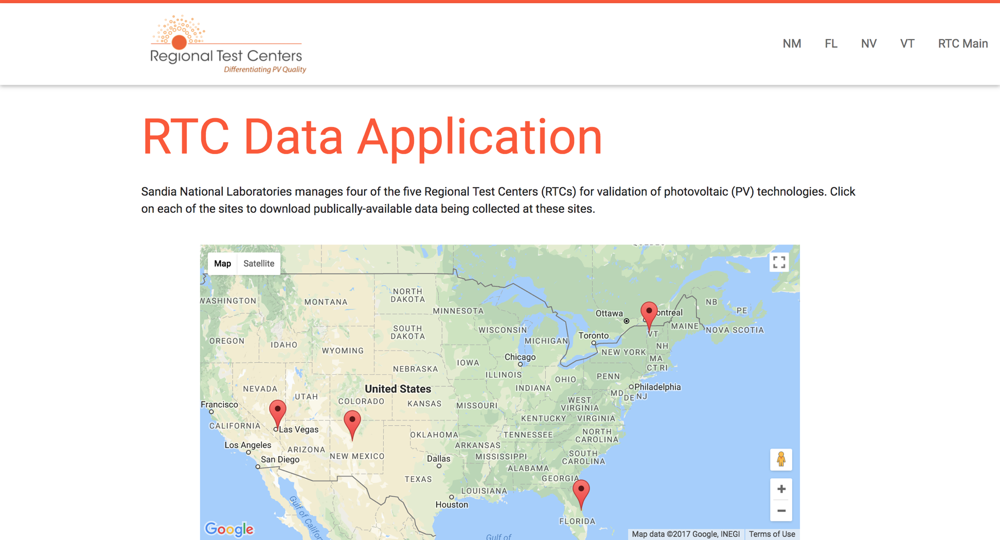 Regional Test Centers
Differentiating PV Quality
NM FL NV VT RTC Main
RTC Data Application
Sandia National Laboratories manages four of the five Regional Test Centers (RTCs) for validation of photovoltaic (PV) technologies. Click
on each of the sites to download publically-available data being collected at these sites.
Map Satellite
WASHINGTON
MONTANA
NORTH
DAKOTA
MINNESOTA
Ottawa
ontreal
NB
PE
OREGON
IDAHO
WYOMING
SOUTH
DAKOTA
WISCONSIN
MICHIGAN
Toronto
VT
MAINE
NOVA SCOTIA
NEW YORK
NH
MA
CT RI
Chicago
IOWA
NEBRASKA
ILLINOIS
INDIANA
OHIO
PENN
Philadelphia
MD
DE
NJ
NEVADA
UTAH
United States
COLORADO
KANSAS
MISSOURI
WEST
VIRGINIA
KENTUCKY
VIRGINIA
Francisco
CALIFORNIA
Las Vegas
Los Angeles
San Diego
ARIZONA
NEW MEXICO
OKLAHOMA
ARKANSAS
TENNESSEE
NORTH
CAROLINA
SOUTH
CAROLINA
MISSISSIPPI
ALABAMA
GEORGIA
Dallas
TEXAS
LOUISIANA
Houston
FLORIDA
Gulf of Califor
Gulf of
Google
Map data ©2017 Google, INEGI
Terms of Use